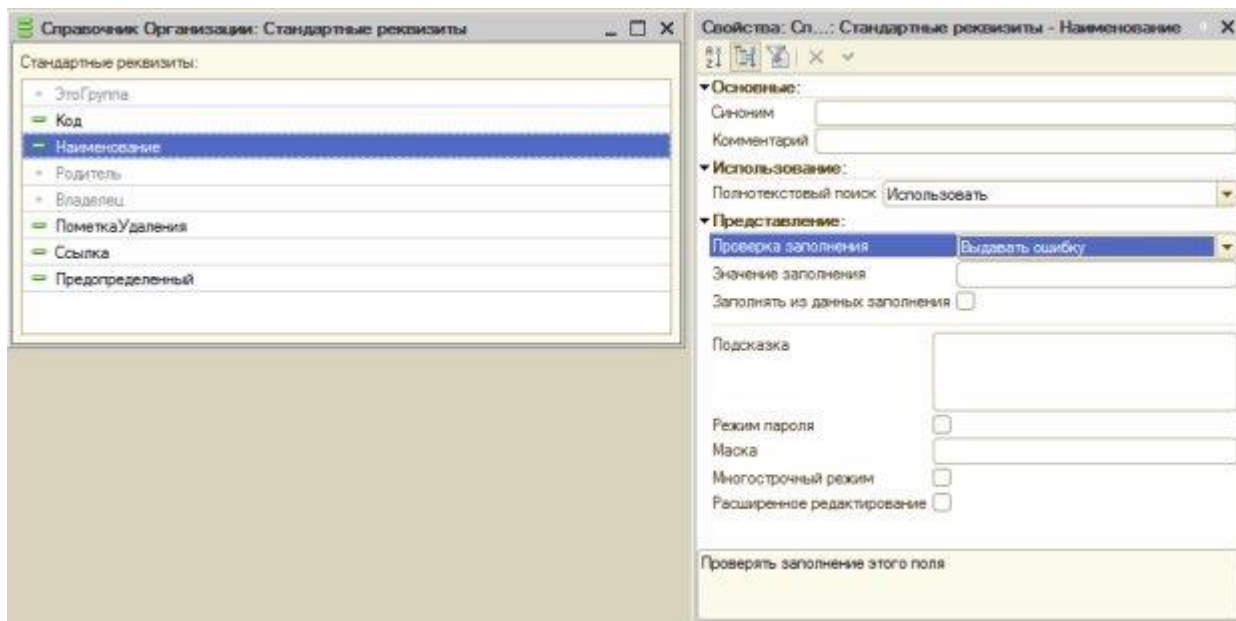 Справочник Организации: Стандартные реквизиты
Стандартные реквизиты:
ЭтоГруппа
Код
Наименование
Родитель
Владелец
ПометкаУдаления
Ссылка
Предопределенный
Свойства: Сп...: Стандартные реквизиты - Наименование
Основные:
Синоним
Комментарий
Использование:
Полнотекстовый поиск Использовать
Представление:
Проверка заполнения Выдавать ошибку
Значение заполнения
Заполнять из данных заполнения
Подсказка
Режим пароля
Маска
Многострочный режим
Расширенное редактирование
Проверять заполнение этого поля